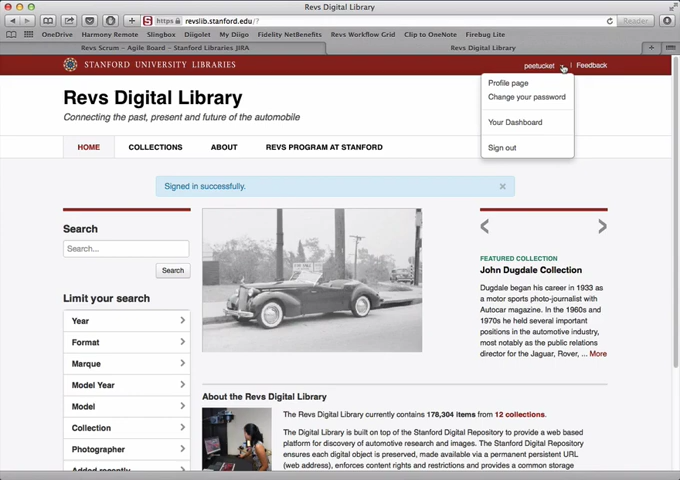 Revs Digital Library
https revslib.stanford.edu/?
Reader
OneDrive Harmony Remote Slingbox Diigolet My Diigo Fidelity NetBenefits Revs Workflow Grid Clip to OneNote Firebug Lite
Revs Scrum - Agile Board - Stanford Libraries JIRA
Revs Digital Library
STANFORD UNIVERSITY LIBRARIES
peetucket
Feedback
Profile page
Change your password
Your Dashboard
Sign out
Revs Digital Library
Connecting the past, present and future of the automobile
HOME COLLECTIONS ABOUT REVS PROGRAM AT STANFORD
Signed in successfully.
Search
Search...
Search
Limit your search
Year
Format
Marque
Model Year
Model
Collection
Photographer
Added recently
FEATURED COLLECTION
John Dugdale Collection
Dugdale began his career in 1933 as
a motor sports photo-journalist with
Autocar magazine. In the 1960s and
1970s he held several important
positions in the automotive industry,
most notably as the public relations
director for the Jaguar, Rover, ... More
About the Revs Digital Library
The Revs Digital Library currently contains 178,304 items from 12 collections.
The Digital Library is built on top of the Stanford Digital Repository to provide a web based
platform for discovery of automotive research and images. The Stanford Digital Repository
ensures each digital object is preserved, made available via a permanent persistent URL
(web address), enforces content rights and restrictions and provides a common storage